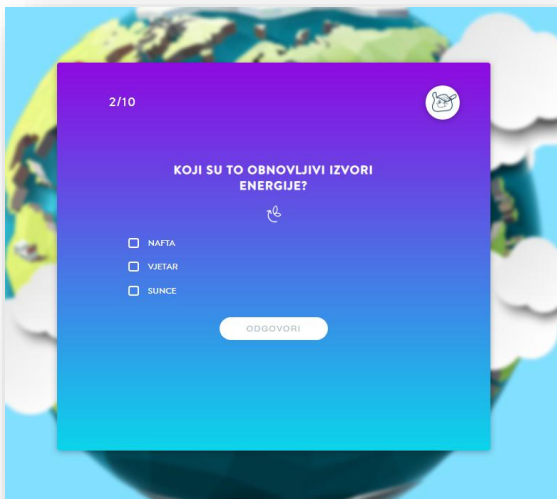 2/10
KOJI SU TO OBNOVLJIVI IZVORI
ENERGIJE?
NAFTA
VJETAR
SUNCE
ODGOVORI